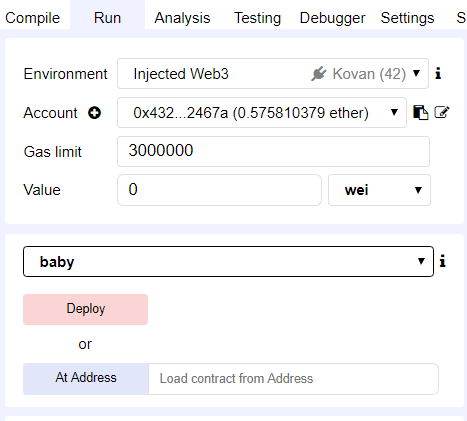 Compile Run Analysis Testing Debugger Settings S
Environment Injected Web3 Kovan (42)
Account 0x432...2467a (0.575810379 ether)
Gas limit 3000000
Value 0 wei
baby
Deploy
or
At Address Load contract from Address